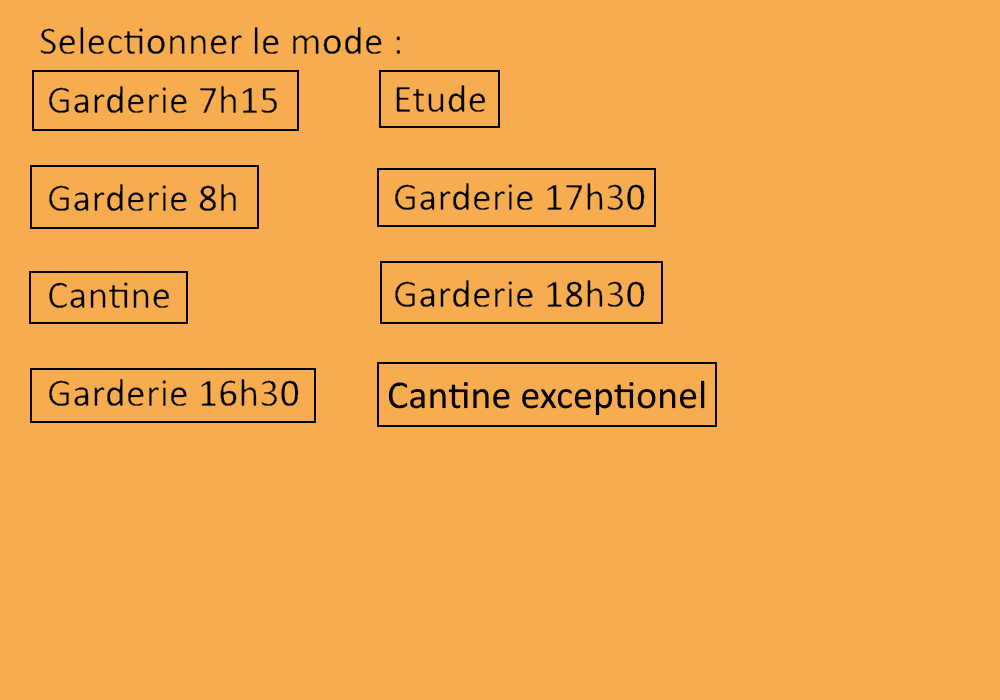 Selectionner le mode :
Garderie 7h15
Etude
Garderie 8h
Garderie 17h30
Cantine
Garderie 18h30
Garderie 16h30
Cantine exceptionel